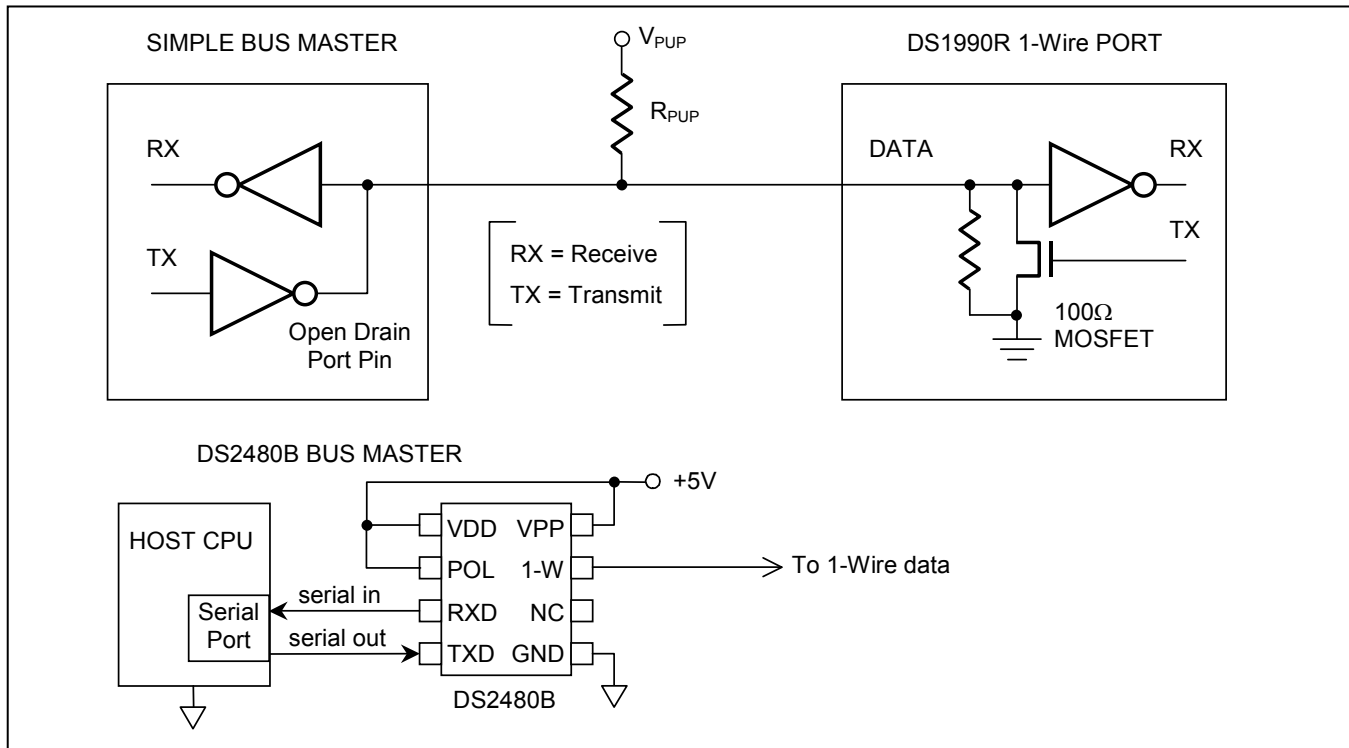 SIMPLE BUS MASTER
VPUP
DS1990R 1-Wire PORT
RPUP
RX
DATA
RX
TX
RX = Receive
TX = Transmit
TX
Open Drain
Port Pin
100Ω
MOSFET
DS2480B BUS MASTER
+5V
HOST CPU
VDD VPP
POL 1-W
To 1-Wire data
serial in
RXD NC
Serial
Port
serial out
TXD GND
DS2480B